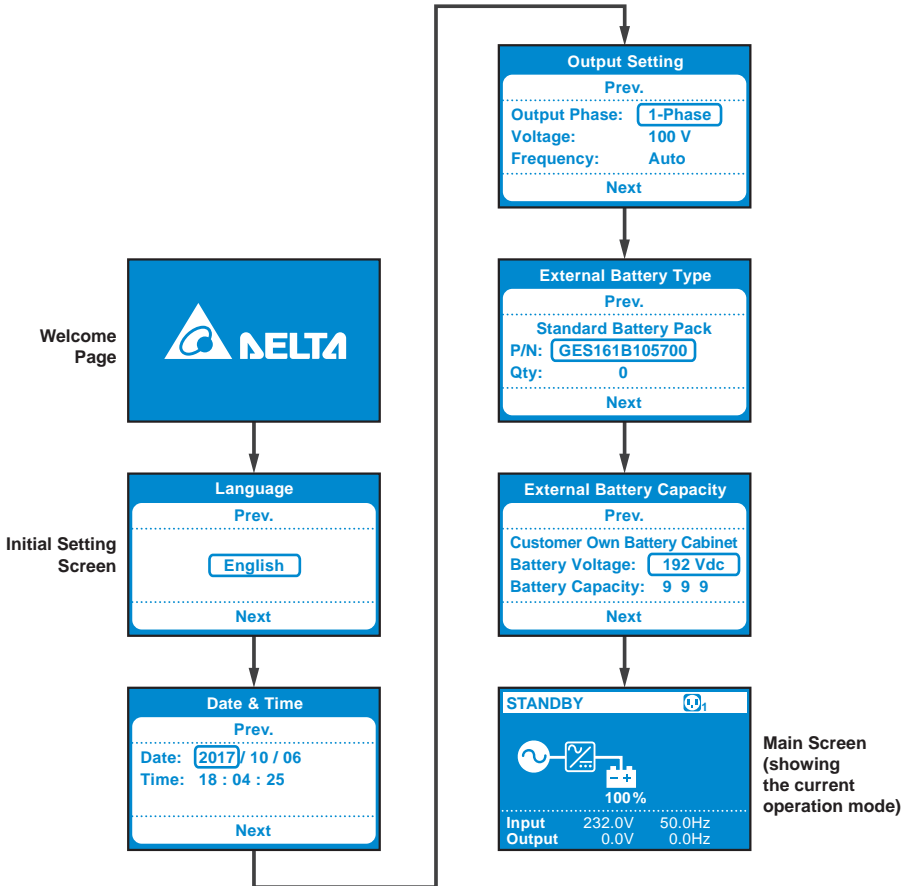 Welcome
Page
DELTA
Initial Setting
Screen
Language
Prev.
English
Next
Date & Time
Prev.
Date: 2017 / 10 / 06
Time: 18 : 04 : 25
Next
Output Setting
Prev.
Output Phase: 1-Phase
Voltage: 100 V
Frequency: Auto
Next
External Battery Type
Prev.
Standard Battery Pack
P/N: GES161B105700
Qty: 0
Next
External Battery Capacity
Prev.
Customer Own Battery Cabinet
Battery Voltage: 192 Vdc
Battery Capacity: 9 9 9
Next
STANDBY 1
100%
Input 232.0V 50.0Hz
Output 0.0V 0.0Hz
Main Screen
(showing
the current
operation mode)